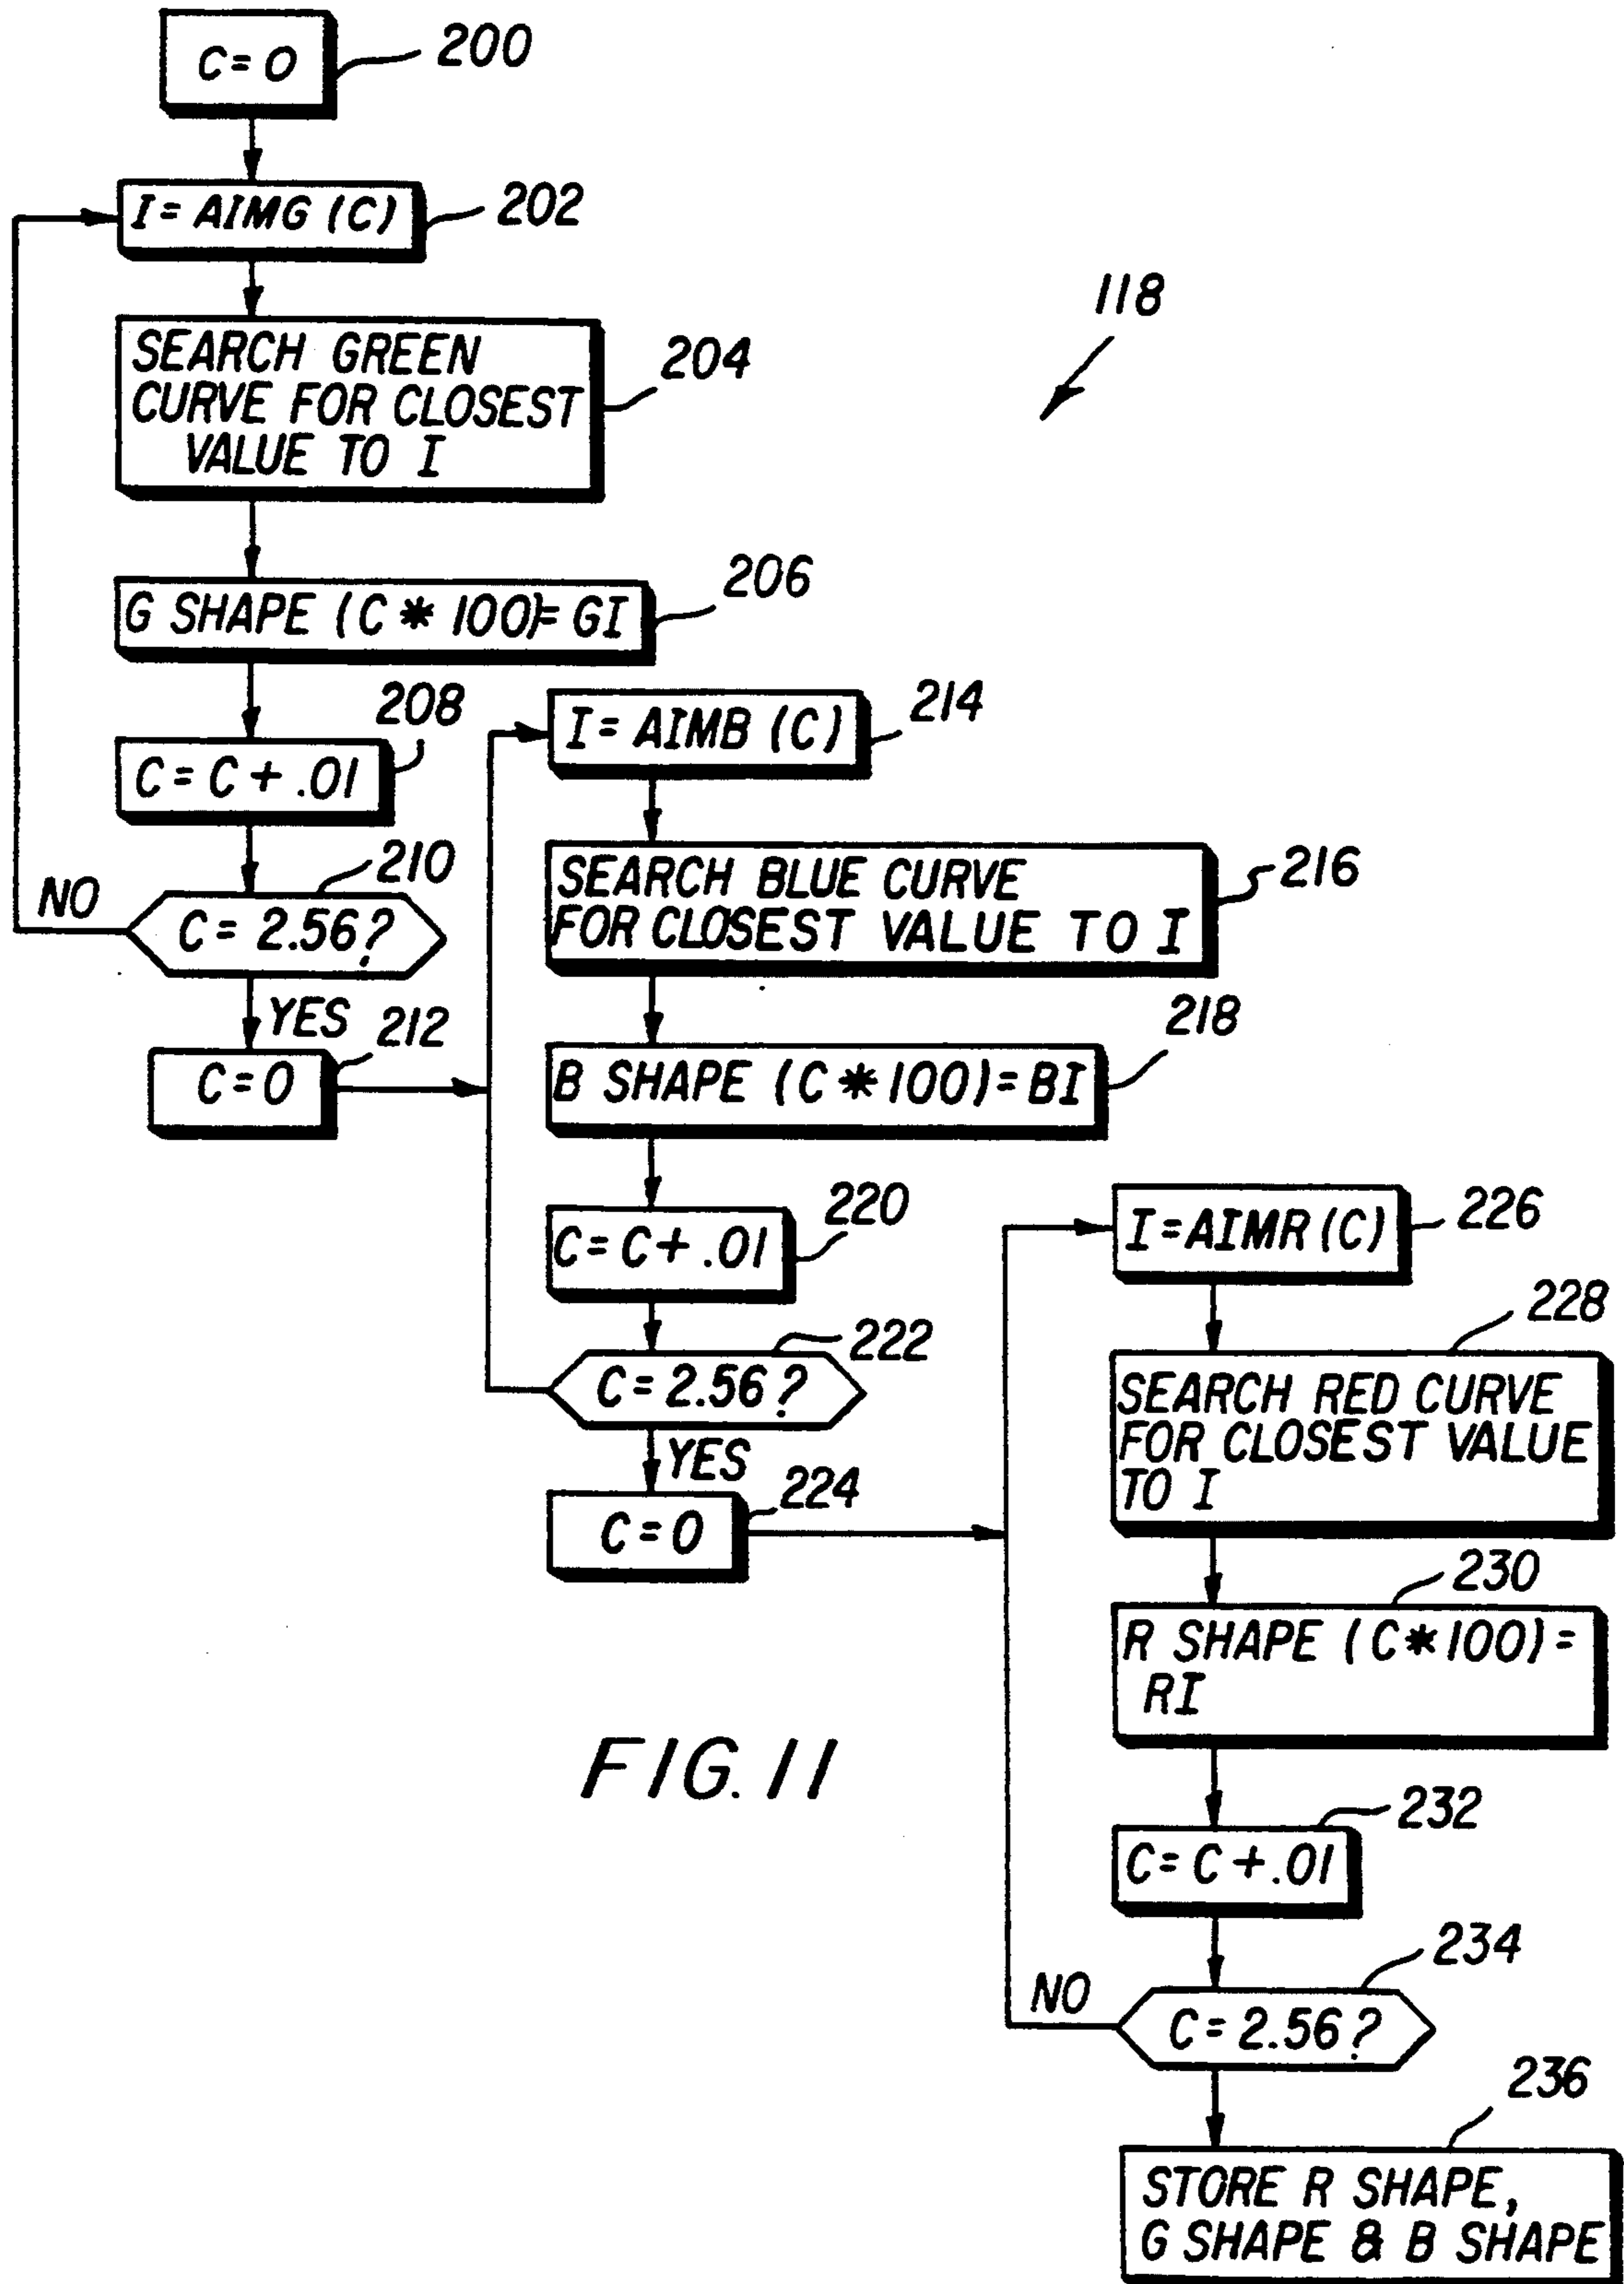 C = 0
200
I = AIMG (C)
202
118
SEARCH GREEN
CURVE FOR CLOSEST
VALUE TO I
204
G SHAPE (C * 100)= GI
206
C = C + .01
208
C = 2.56?
210
NO
YES
C = 0
212
I = AIMB (C)
214
SEARCH BLUE CURVE
FOR CLOSEST VALUE TO I
216
B SHAPE (C * 100) = BI
218
C = C + .01
220
C = 2.56?
222
YES
C = 0
224
I = AIMR (C)
226
SEARCH RED CURVE
FOR CLOSEST VALUE
TO I
228
R SHAPE (C * 100) =
RI
230
C = C + .01
232
C = 2.56?
234
NO
STORE R SHAPE,
G SHAPE & B SHAPE
236
FIG. 11